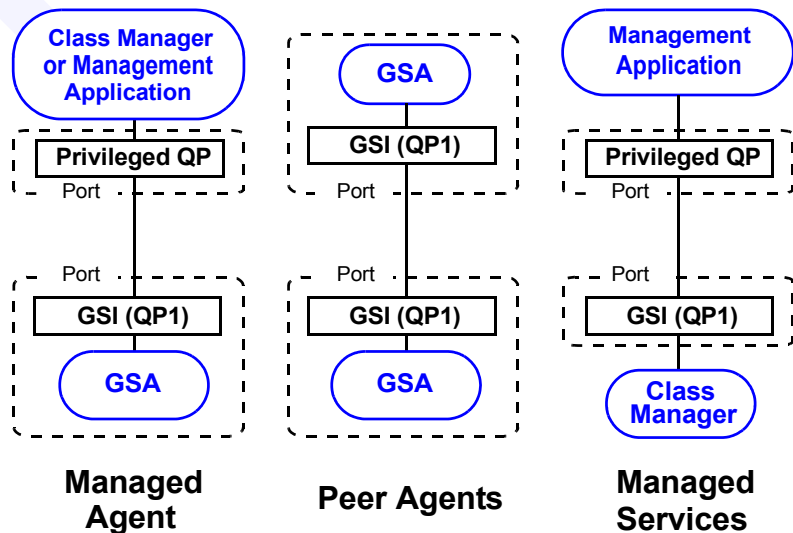 Class Manager
or Management
Application
Privileged QP
Port
Port
GSI (QP1)
GSA
Managed
Agent
GSA
GSI (QP1)
Port
Port
GSI (QP1)
GSA
Peer Agents
Management
Application
Privileged QP
Port
Port
GSI (QP1)
Class
Manager
Managed
Services